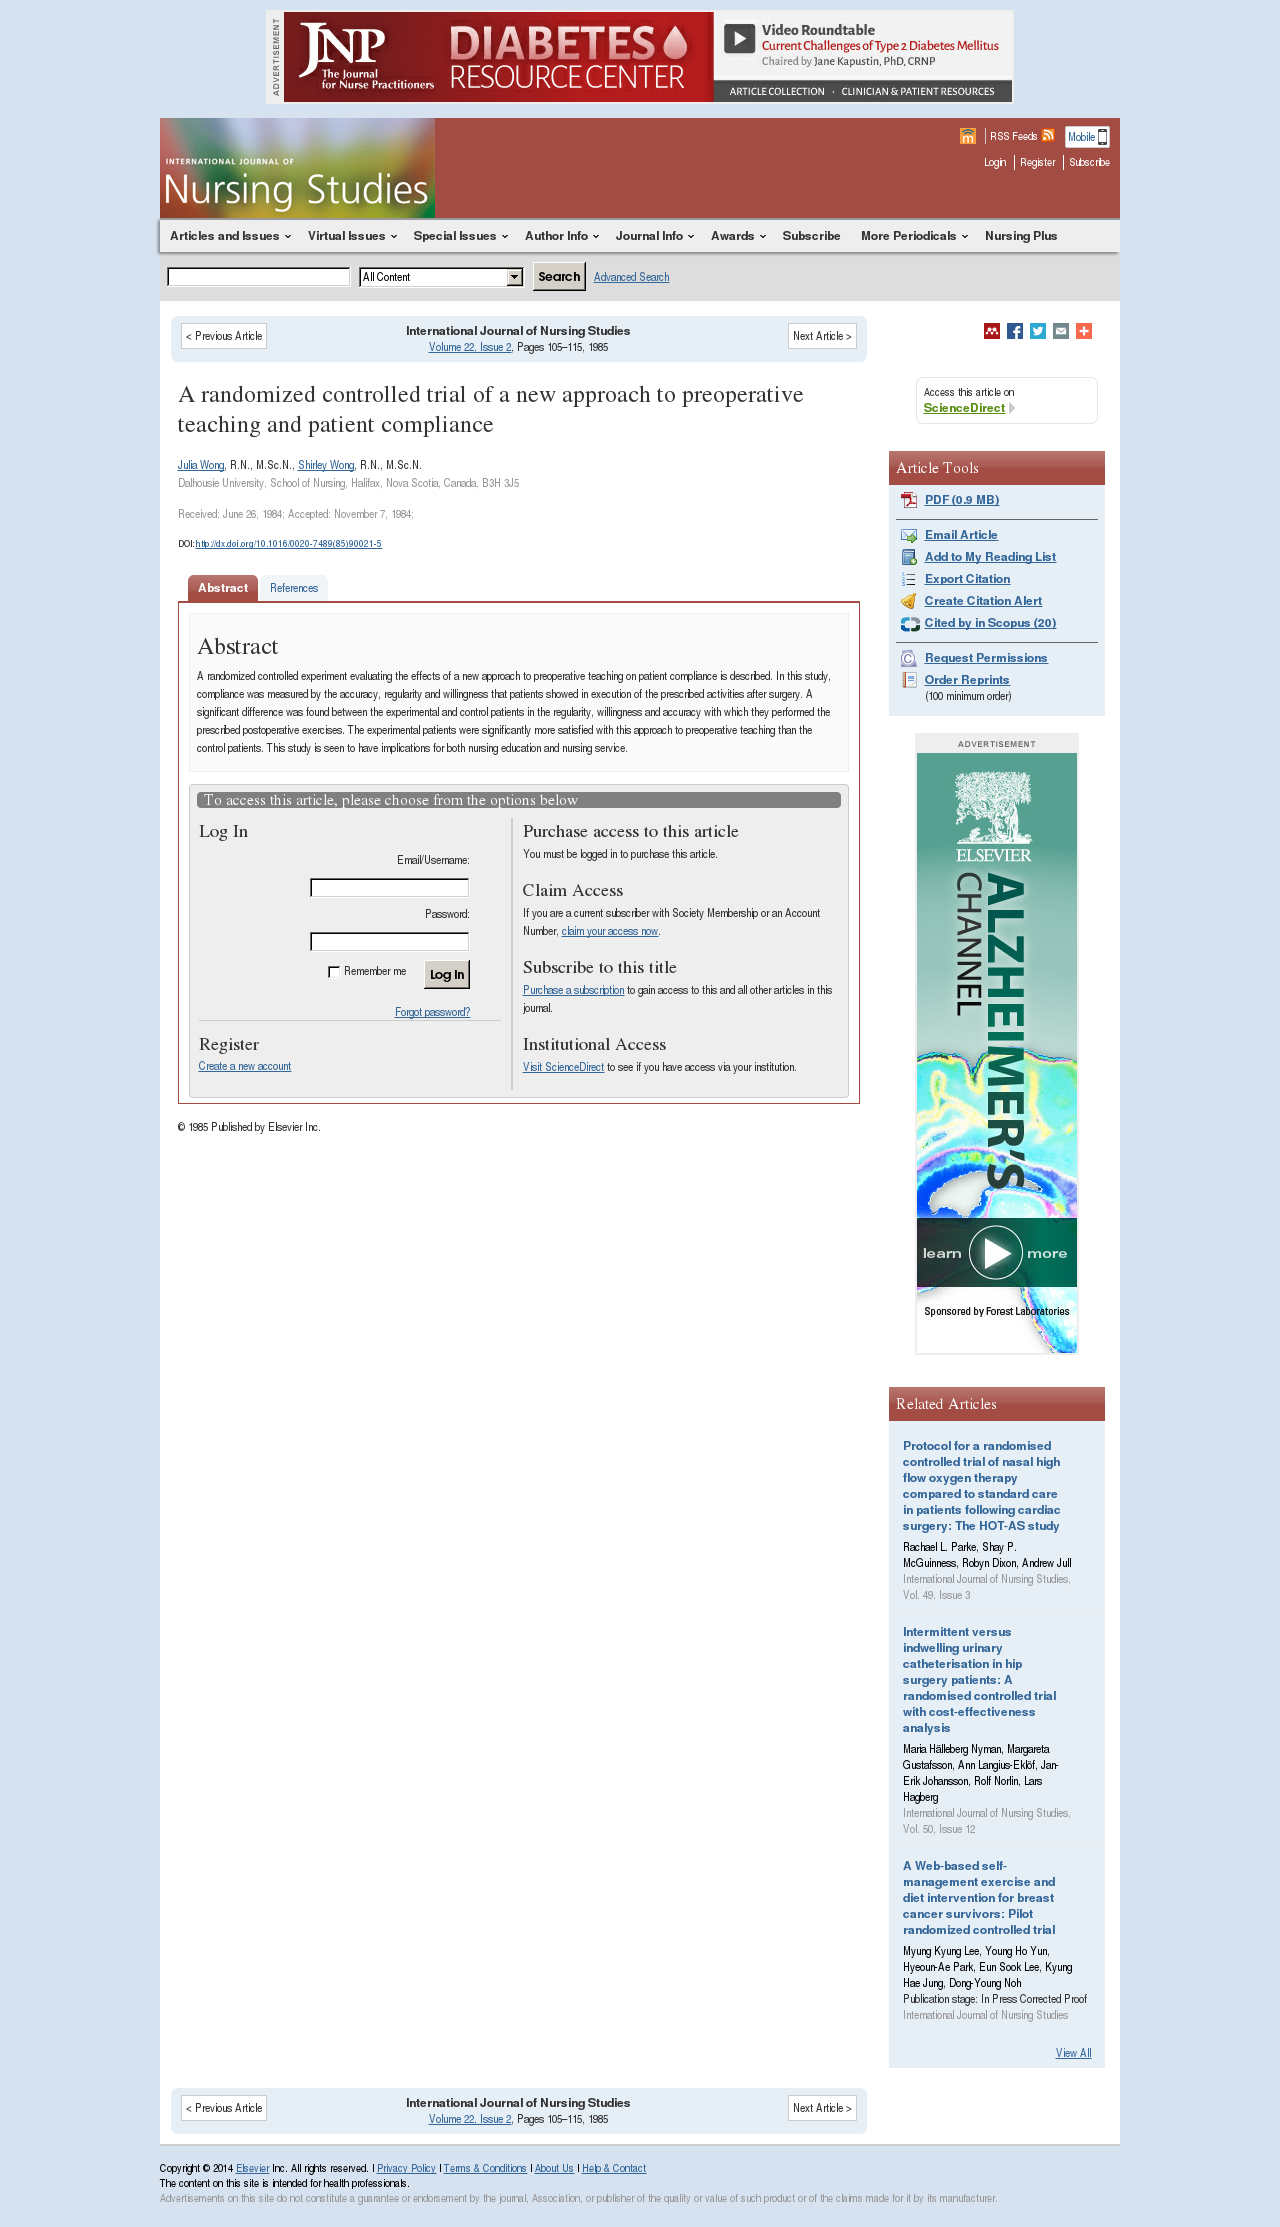 ADVERTISEMENT
JNP
The Journal
for Nurse Practitioners
DIABETES
RESOURCE CENTER
Video Roundtable
Current Challenges of Type 2 Diabetes Mellitus
Chaired by Jane Kapustin, PhD, CRNP
ARTICLE COLLECTION · CLINICIAN & PATIENT RESOURCES
INTERNATIONAL JOURNAL OF
Nursing Studies
RSS Feeds
Mobile
Login
Register
Subscribe
Articles and Issues
Virtual Issues
Special Issues
Author Info
Journal Info
Awards
Subscribe
More Periodicals
Nursing Plus
All Content
Search
Advanced Search
< Previous Article
International Journal of Nursing Studies
Volume 22, Issue 2, Pages 105–115, 1985
Next Article >
A randomized controlled trial of a new approach to preoperative
teaching and patient compliance
Julia Wong, R.N., M.Sc.N., Shirley Wong, R.N., M.Sc.N.
Dalhousie University, School of Nursing, Halifax, Nova Scotia, Canada, B3H 3J5
Received: June 26, 1984; Accepted: November 7, 1984;
DOI: http://dx.doi.org/10.1016/0020-7489(85)90021-5
Abstract
References
Abstract
A randomized controlled experiment evaluating the effects of a new approach to preoperative teaching on patient compliance is described. In this study,
compliance was measured by the accuracy, regularity and willingness that patients showed in execution of the prescribed activities after surgery. A
significant difference was found between the experimental and control patients in the regularity, willingness and accuracy with which they performed the
prescribed postoperative exercises. The experimental patients were significantly more satisfied with this approach to preoperative teaching than the
control patients. This study is seen to have implications for both nursing education and nursing service.
To access this article, please choose from the options below
Log In
Email/Username:
Password:
Remember me
Log In
Forgot password?
Register
Create a new account
Purchase access to this article
You must be logged in to purchase this article.
Claim Access
If you are a current subscriber with Society Membership or an Account
Number, claim your access now.
Subscribe to this title
Purchase a subscription to gain access to this and all other articles in this
journal.
Institutional Access
Visit ScienceDirect to see if you have access via your institution.
© 1985 Published by Elsevier Inc.
Access this article on
ScienceDirect
Article Tools
PDF (0.9 MB)
Email Article
Add to My Reading List
Export Citation
Create Citation Alert
Cited by in Scopus (20)
Request Permissions
Order Reprints
(100 minimum order)
ADVERTISEMENT
ELSEVIER
ALZHEIMER'S
CHANNEL
learn
more
Sponsored by Forest Laboratories
Related Articles
Protocol for a randomised
controlled trial of nasal high
flow oxygen therapy
compared to standard care
in patients following cardiac
surgery: The HOT-AS study
Rachael L. Parke, Shay P.
McGuinness, Robyn Dixon, Andrew Jull
International Journal of Nursing Studies,
Vol. 49, Issue 3
Intermittent versus
indwelling urinary
catheterisation in hip
surgery patients: A
randomised controlled trial
with cost-effectiveness
analysis
Maria Hälleberg Nyman, Margareta
Gustafsson, Ann Langius-Eklöf, Jan-
Erik Johansson, Rolf Norlin, Lars
Hagberg
International Journal of Nursing Studies,
Vol. 50, Issue 12
A Web-based self-
management exercise and
diet intervention for breast
cancer survivors: Pilot
randomized controlled trial
Myung Kyung Lee, Young Ho Yun,
Hyeoun-Ae Park, Eun Sook Lee, Kyung
Hae Jung, Dong-Young Noh
Publication stage: In Press Corrected Proof
International Journal of Nursing Studies
View All
< Previous Article
International Journal of Nursing Studies
Volume 22, Issue 2, Pages 105–115, 1985
Next Article >
Copyright © 2014 Elsevier Inc. All rights reserved. | Privacy Policy | Terms & Conditions | About Us | Help & Contact
The content on this site is intended for health professionals.
Advertisements on this site do not constitute a guarantee or endorsement by the journal, Association, or publisher of the quality or value of such product or of the claims made for it by its manufacturer.